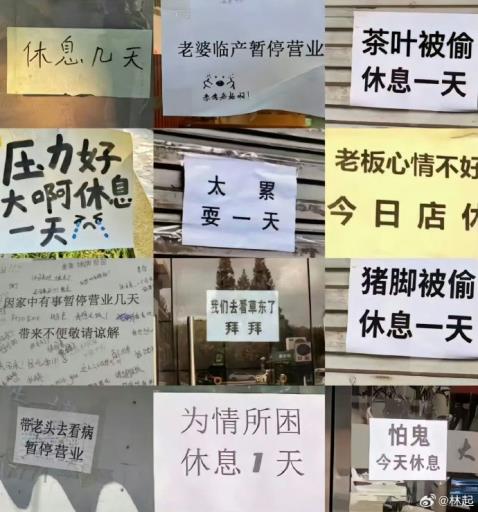 休息几天
老婆临产暂停营业
茶叶被偷
休息一天
压力好
大啊休息
一天
太累
耍一天
老板心情不好
今日店休
因家中有事暂停营业几天
带来不便敬请谅解
我们去看草东了
拜拜
猪脚被偷
休息一天
带老头去看病
暂停营业
为情所困
休息1天
怕鬼
今天休息
@林起